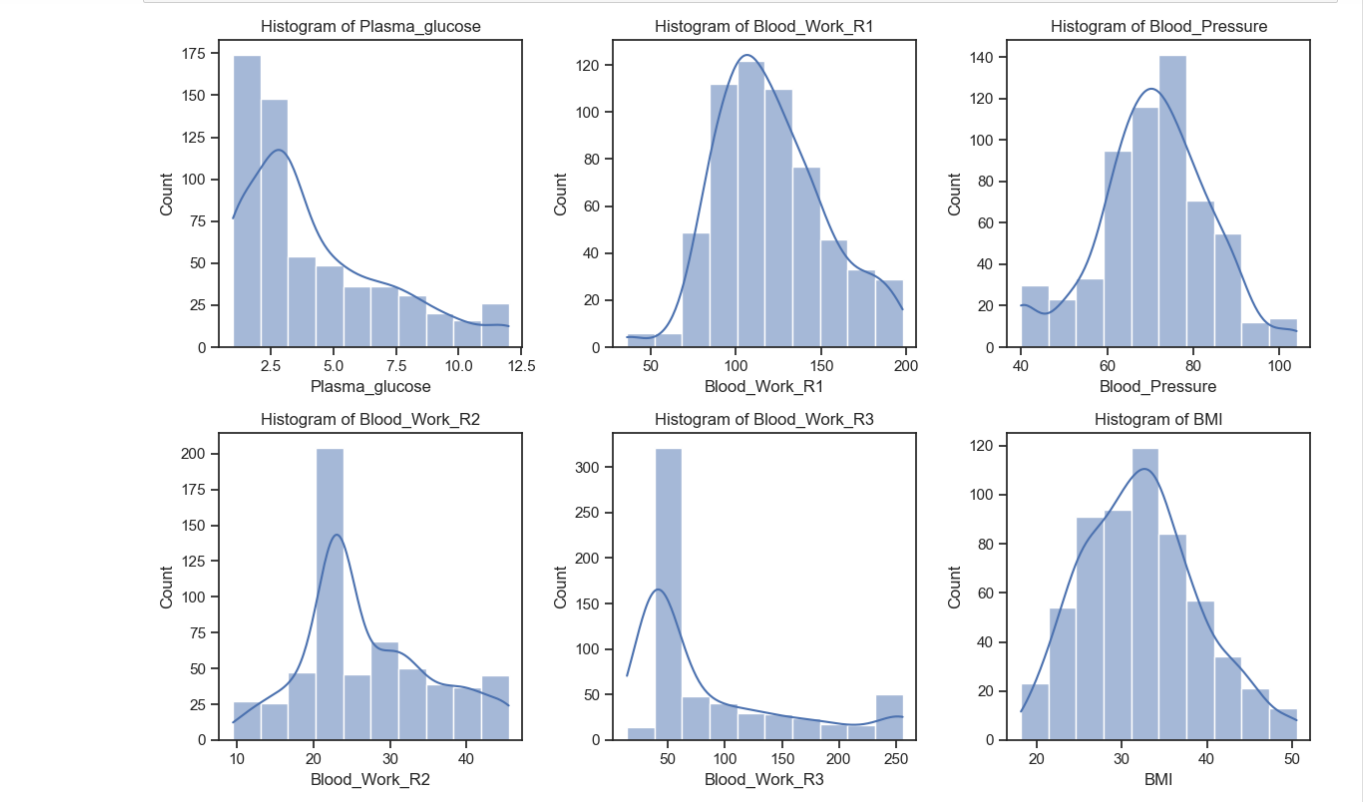 Histogram of Plasma_glucose
175
150
125
100
75
50
25
0
Count
2.5 5.0 7.5 10.0 12.5
Plasma_glucose
Histogram of Blood_Work_R1
120
100
80
60
40
20
0
Count
50 100 150 200
Blood_Work_R1
Histogram of Blood_Pressure
140
120
100
80
60
40
20
0
Count
40 60 80 100
Blood_Pressure
Histogram of Blood_Work_R2
200
175
150
125
100
75
50
25
0
Count
10 20 30 40
Blood_Work_R2
Histogram of Blood_Work_R3
300
250
200
150
100
50
0
Count
50 100 150 200 250
Blood_Work_R3
Histogram of BMI
120
100
80
60
40
20
0
Count
20 30 40 50
BMI